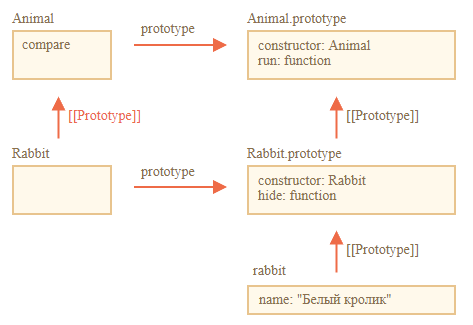 Animal
Animal.prototype
compare
prototype
constructor: Animal
run: function
[[Prototype]]
[[Prototype]]
Rabbit
Rabbit.prototype
prototype
constructor: Rabbit
hide: function
[[Prototype]]
rabbit
name: "Белый кролик"